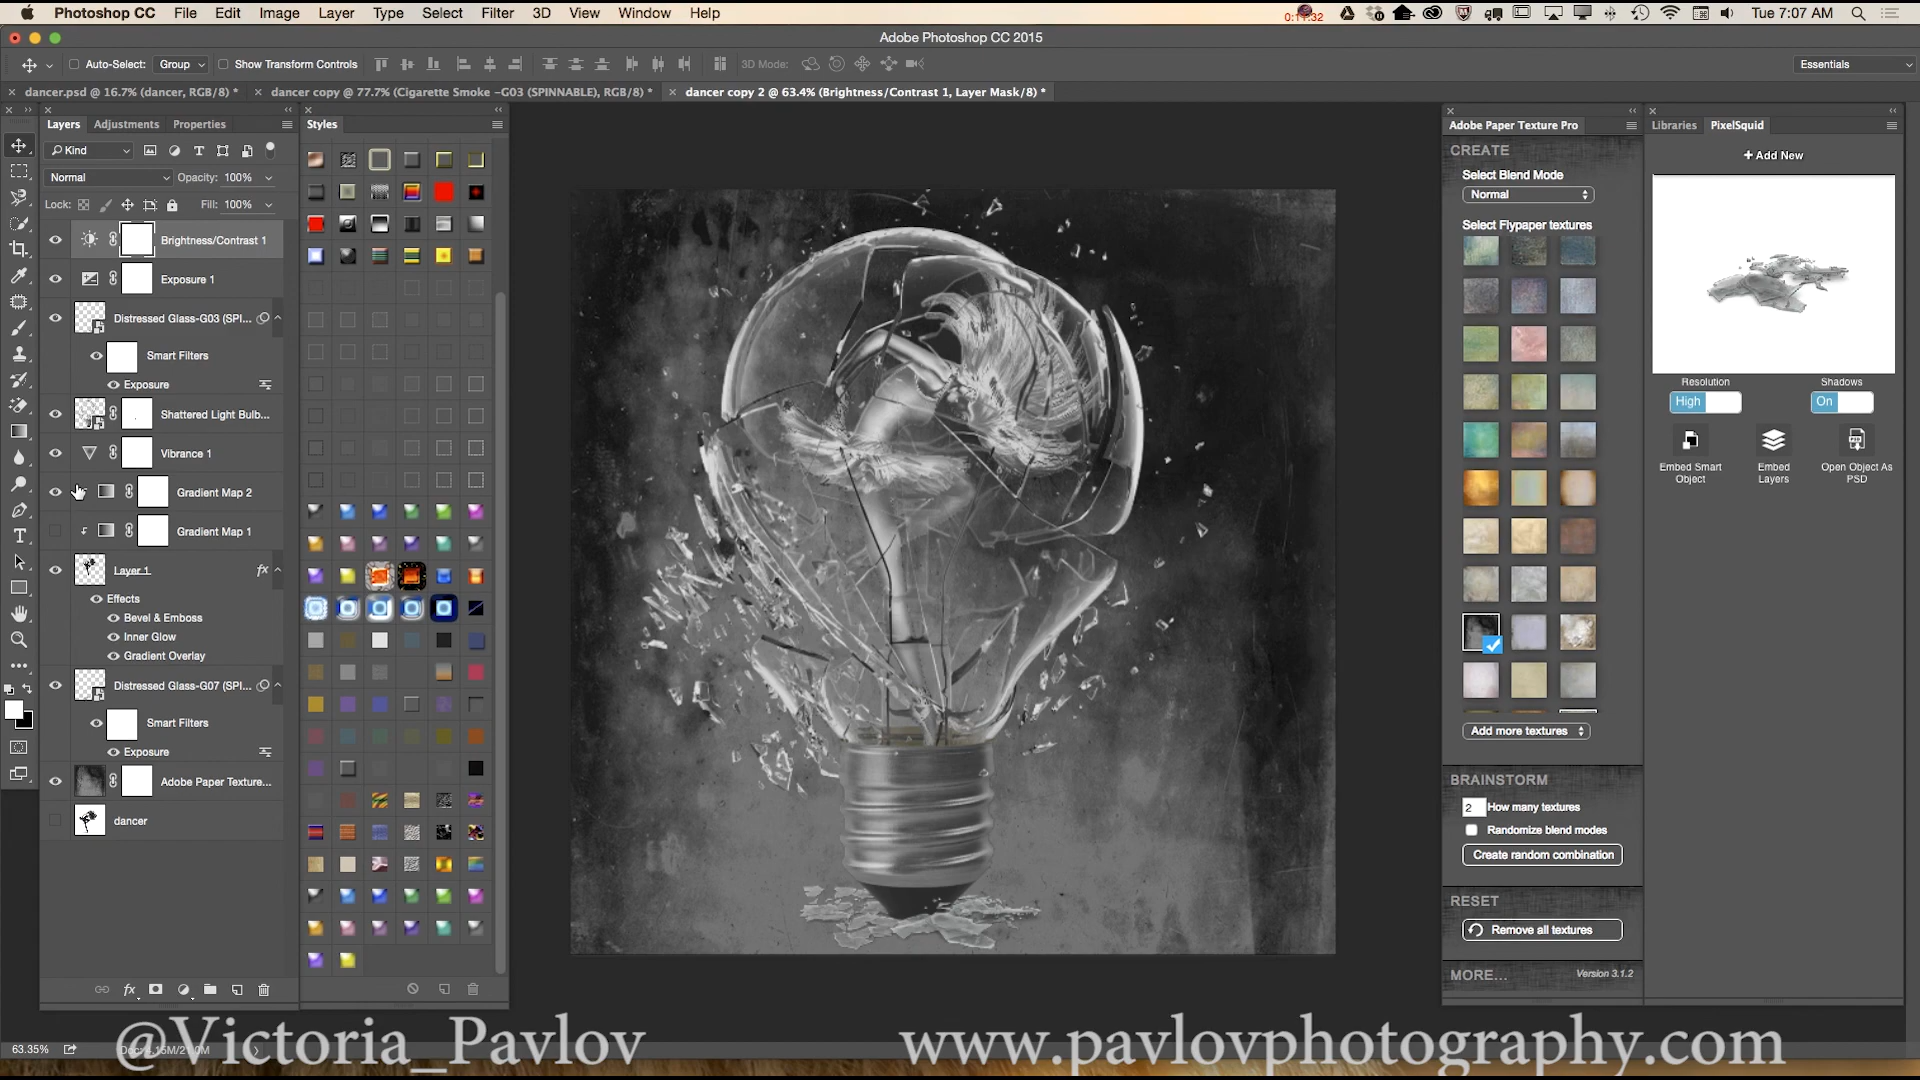 Photoshop CC File Edit Image Layer Type Select Filter 3D View Window Help
Tue 7:07 AM
Adobe Photoshop CC 2015
Auto-Select: Group Show Transform Controls 3D Mode: Essentials
dancer.psd @ 16.7% (dancer, RGB/8) *
dancer copy @ 77.7% (Cigarette Smoke -G03 (SPINNABLE), RGB/8) *
dancer copy 2 @ 63.4% (Brightness/Contrast 1, Layer Mask/8) *
Layers Adjustments Properties
Kind
Normal Opacity: 100%
Lock: Fill: 100%
Brightness/Contrast 1
Exposure 1
Distressed Glass-G03 (SPI...
Smart Filters
Exposure
Shattered Light Bulb...
Vibrance 1
Gradient Map 2
Gradient Map 1
Layer 1 fx
Effects
Bevel & Emboss
Inner Glow
Gradient Overlay
Distressed Glass-G07 (SPI...
Smart Filters
Exposure
Adobe Paper Texture...
dancer
fx
63.35% Doc: 4.15M/21.0M
Styles
Adobe Paper Texture Pro
CREATE
Select Blend Mode
Normal
Select Flypaper textures
Add more textures
BRAINSTORM
2 How many textures
Randomize blend modes
Create random combination
RESET
Remove all textures
MORE... Version 3.1.2
Libraries PixelSquid
+ Add New
Resolution Shadows
High On
Embed Smart Object
Embed Layers
Open Object As PSD
@Victoria_Pavlov www.pavlovphotography.com